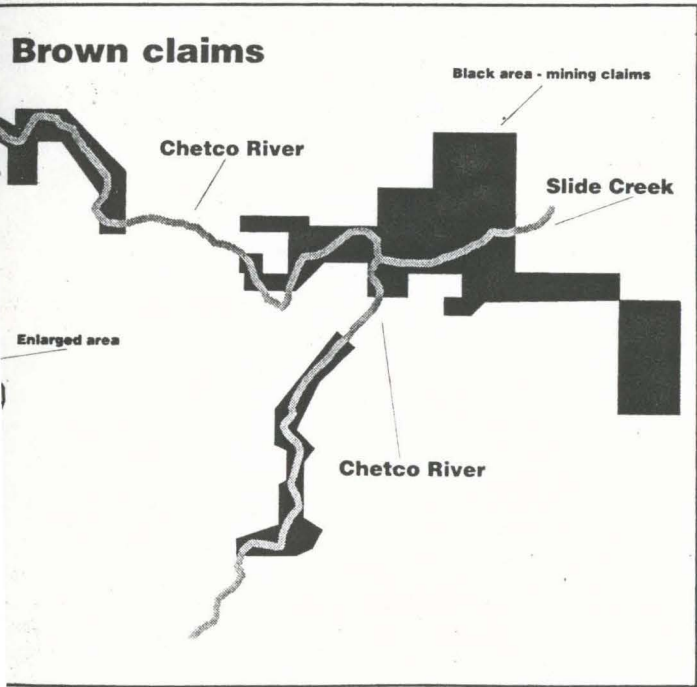 Brown claims
Black area - mining claims
Chetco River
Slide Creek
Enlarged area
Chetco River